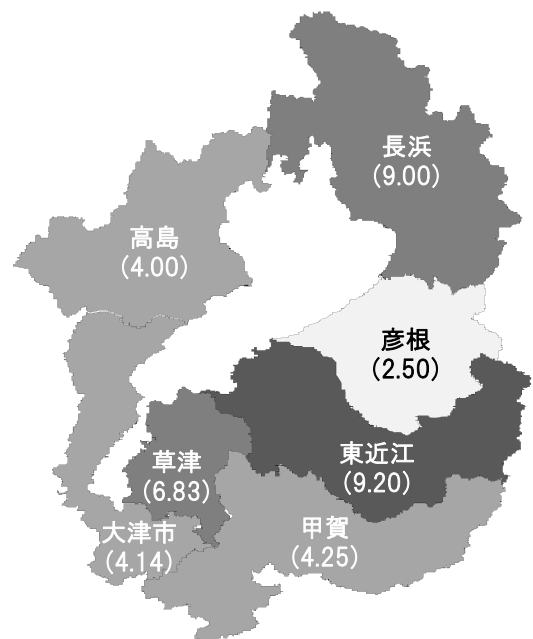 長浜
(9.00)
高島
(4.00)
彦根
(2.50)
東近江
(9.20)
草津
(6.83)
大津市
(4.14)
甲賀
(4.25)